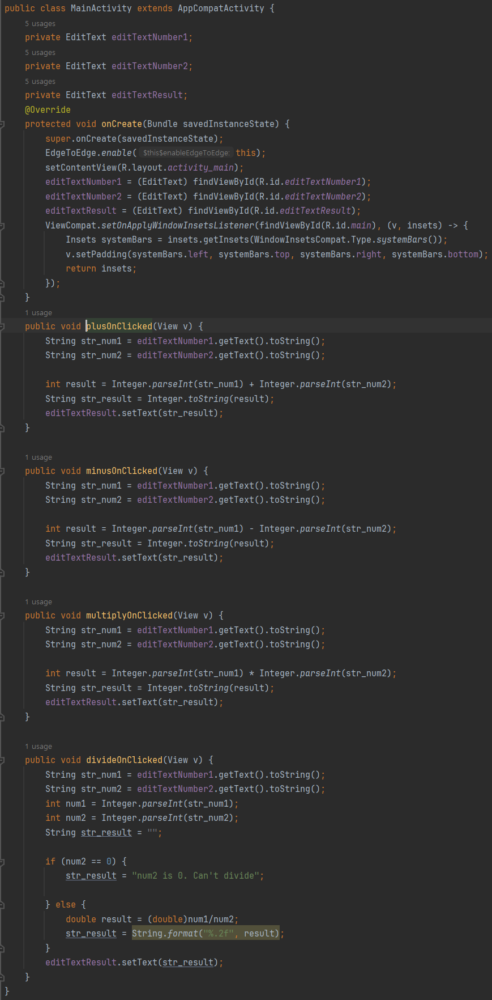 public class MainActivity extends AppCompatActivity {
5 usages
private EditText editTextNumber1;
5 usages
private EditText editTextNumber2;
5 usages
private EditText editTextResult;
@Override
protected void onCreate(Bundle savedInstanceState) {
super.onCreate(savedInstanceState);
EdgeToEdge.enable( $this$enableEdgeToEdge: this);
setContentView(R.layout.activity_main);
editTextNumber1 = (EditText) findViewById(R.id.editTextNumber1);
editTextNumber2 = (EditText) findViewById(R.id.editTextNumber2);
editTextResult = (EditText) findViewById(R.id.editTextResult);
ViewCompat.setOnApplyWindowInsetsListener(findViewById(R.id.main), (v, insets) -> {
Insets systemBars = insets.getInsets(WindowInsetsCompat.Type.systemBars());
v.setPadding(systemBars.left, systemBars.top, systemBars.right, systemBars.bottom);
return insets;
});
}
1 usage
public void plusOnClicked(View v) {
String str_num1 = editTextNumber1.getText().toString();
String str_num2 = editTextNumber2.getText().toString();
int result = Integer.parseInt(str_num1) + Integer.parseInt(str_num2);
String str_result = Integer.toString(result);
editTextResult.setText(str_result);
}
1 usage
public void minusOnClicked(View v) {
String str_num1 = editTextNumber1.getText().toString();
String str_num2 = editTextNumber2.getText().toString();
int result = Integer.parseInt(str_num1) - Integer.parseInt(str_num2);
String str_result = Integer.toString(result);
editTextResult.setText(str_result);
}
1 usage
public void multiplyOnClicked(View v) {
String str_num1 = editTextNumber1.getText().toString();
String str_num2 = editTextNumber2.getText().toString();
int result = Integer.parseInt(str_num1) * Integer.parseInt(str_num2);
String str_result = Integer.toString(result);
editTextResult.setText(str_result);
}
1 usage
public void divideOnClicked(View v) {
String str_num1 = editTextNumber1.getText().toString();
String str_num2 = editTextNumber2.getText().toString();
int num1 = Integer.parseInt(str_num1);
int num2 = Integer.parseInt(str_num2);
String str_result = "";
if (num2 == 0) {
str_result = "num2 is 0. Can't divide";
} else {
double result = (double)num1/num2;
str_result = String.format("%.2f", result);
}
editTextResult.setText(str_result);
}
}